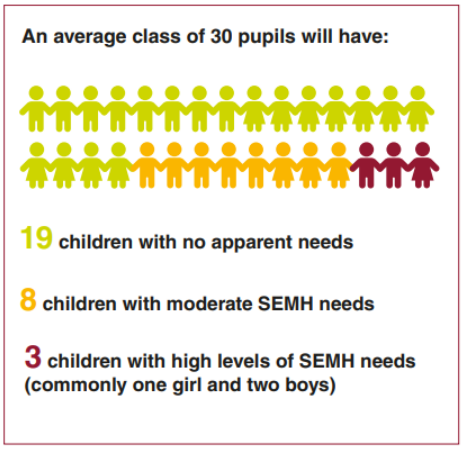 An average class of 30 pupils will have:
19 children with no apparent needs
8 children with moderate SEMH needs
3 children with high levels of SEMH needs
(commonly one girl and two boys)